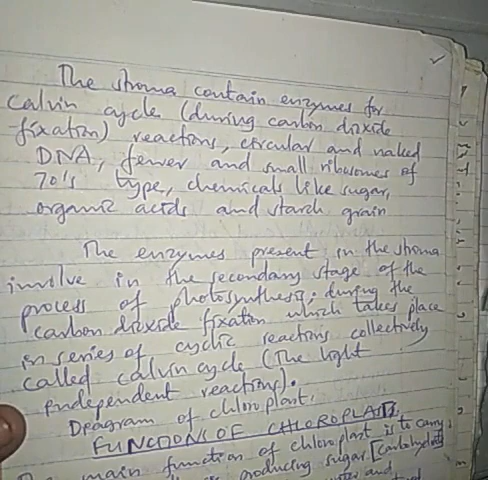 The stroma contain enzymes for
calvin cycle (during carbon dioxide
fixation) reactions, circular and naked
DNA, fewer and small ribosomes of
70's type, chemicals like sugar,
organic acids and starch grain
The enzymes present in the stroma
involve in the secondary stage of the
process of photosynthesis; during the
carbon dioxide fixation which takes place
in series of cyclic reactions collectively
called calvin cycle (The light
independent reactions).
Diagram of chloroplast.
FUNCTIONS OF CHLOROPLAST
main function of chloroplast is to carry
producing sugar [carbohydrate
and